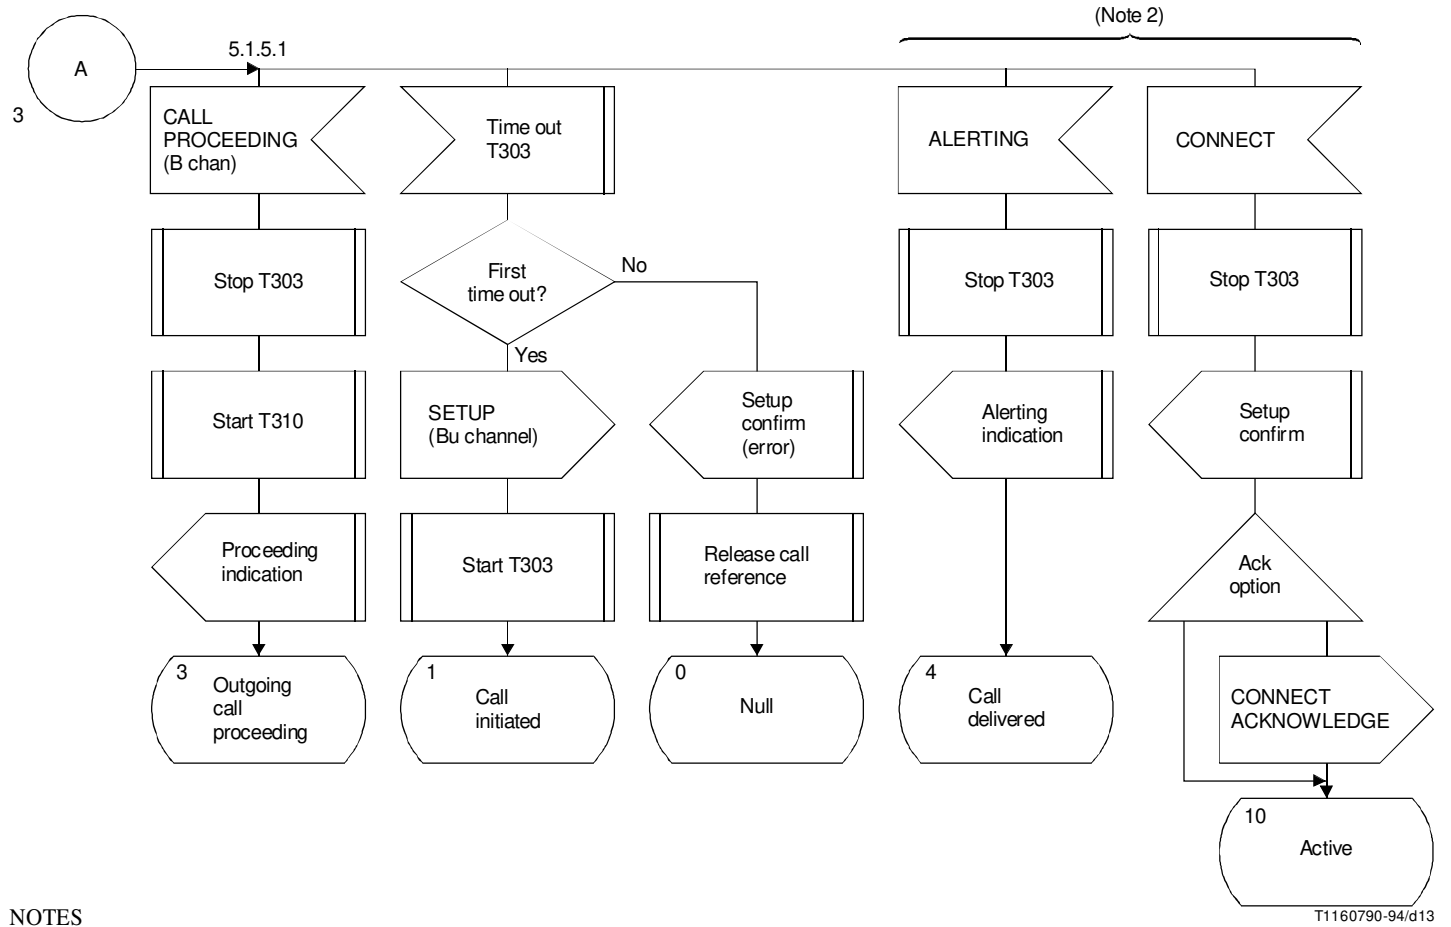 (Note 2)
5.1.5.1
A
3
CALL
PROCEEDING
(B chan)
Time out
T303
ALERTING
CONNECT
Stop T303
First
time out?
No
Yes
Stop T303
Stop T303
Start T310
SETUP
(Bu channel)
Setup
confirm
(error)
Alerting
indication
Setup
confirm
Proceeding
indication
Start T303
Release call
reference
Ack
option
3
Outgoing
call
proceeding
1
Call
initiated
0
Null
4
Call
delivered
CONNECT
ACKNOWLEDGE
10
Active
NOTES
T1160790-94/d13